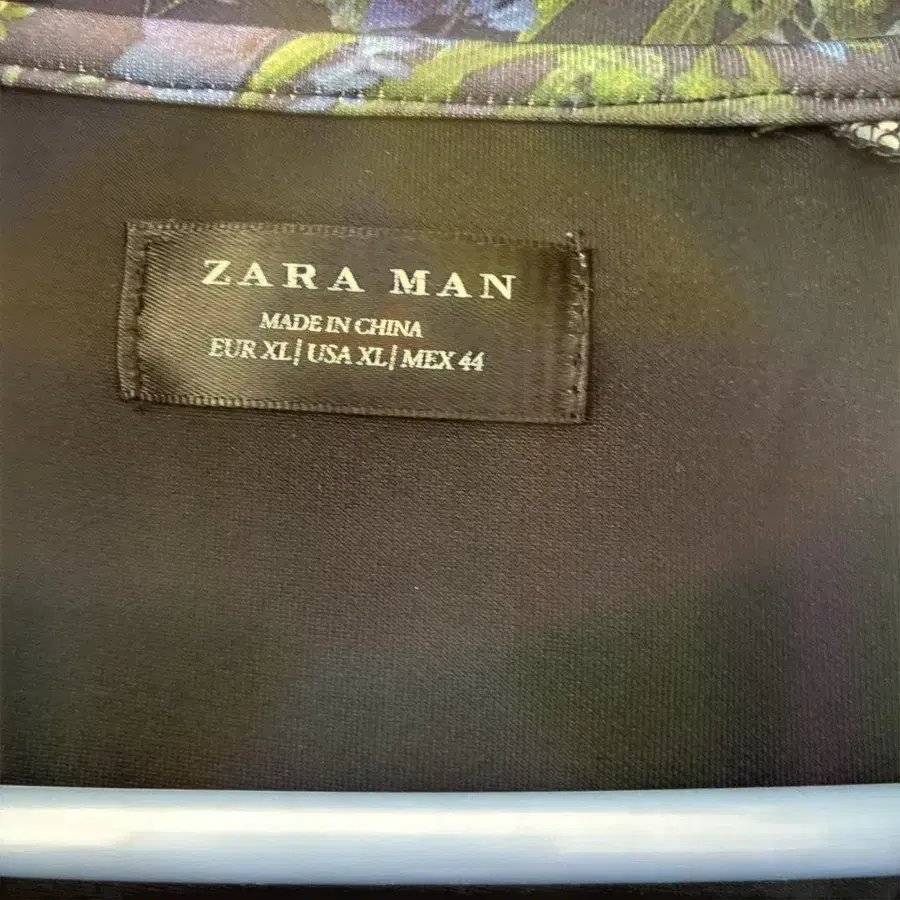 ZARA MAN
MADE IN CHINA
EUR XL| USA XL| MEX 44